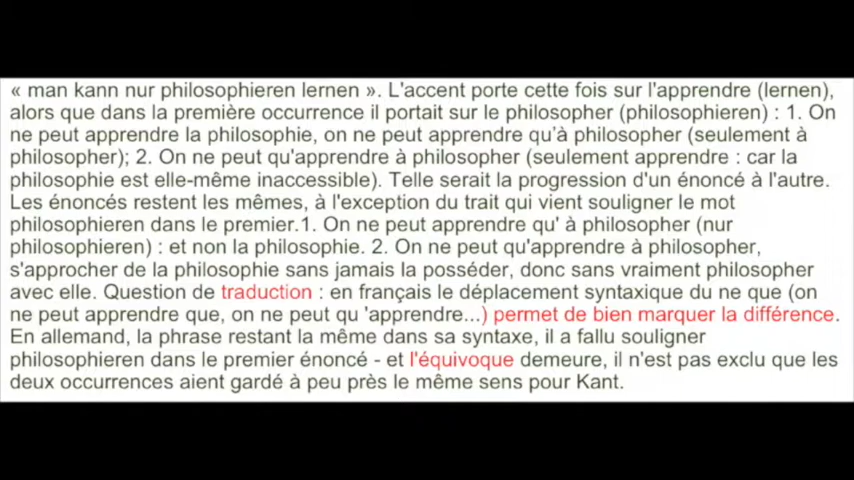 « man kann nur philosophieren lernen ». L'accent porte cette fois sur l'apprendre (lernen),
alors que dans la première occurrence il portait sur le philosopher (philosophieren) : 1. On
ne peut apprendre la philosophie, on ne peut apprendre qu'à philosopher (seulement à
philosopher); 2. On ne peut qu'apprendre à philosopher (seulement apprendre : car la
philosophie est elle-même inaccessible). Telle serait la progression d'un énoncé à l'autre.
Les énoncés restent les mêmes, à l'exception du trait qui vient souligner le mot
philosophieren dans le premier.1. On ne peut apprendre qu' à philosopher (nur
philosophieren) : et non la philosophie. 2. On ne peut qu'apprendre à philosopher,
s'approcher de la philosophie sans jamais la posséder, donc sans vraiment philosopher
avec elle. Question de traduction : en français le déplacement syntaxique du ne que (on
ne peut apprendre que, on ne peut qu 'apprendre...) permet de bien marquer la différence.
En allemand, la phrase restant la même dans sa syntaxe, il a fallu souligner
philosophieren dans le premier énoncé - et l'équivoque demeure, il n'est pas exclu que les
deux occurrences aient gardé à peu près le même sens pour Kant.